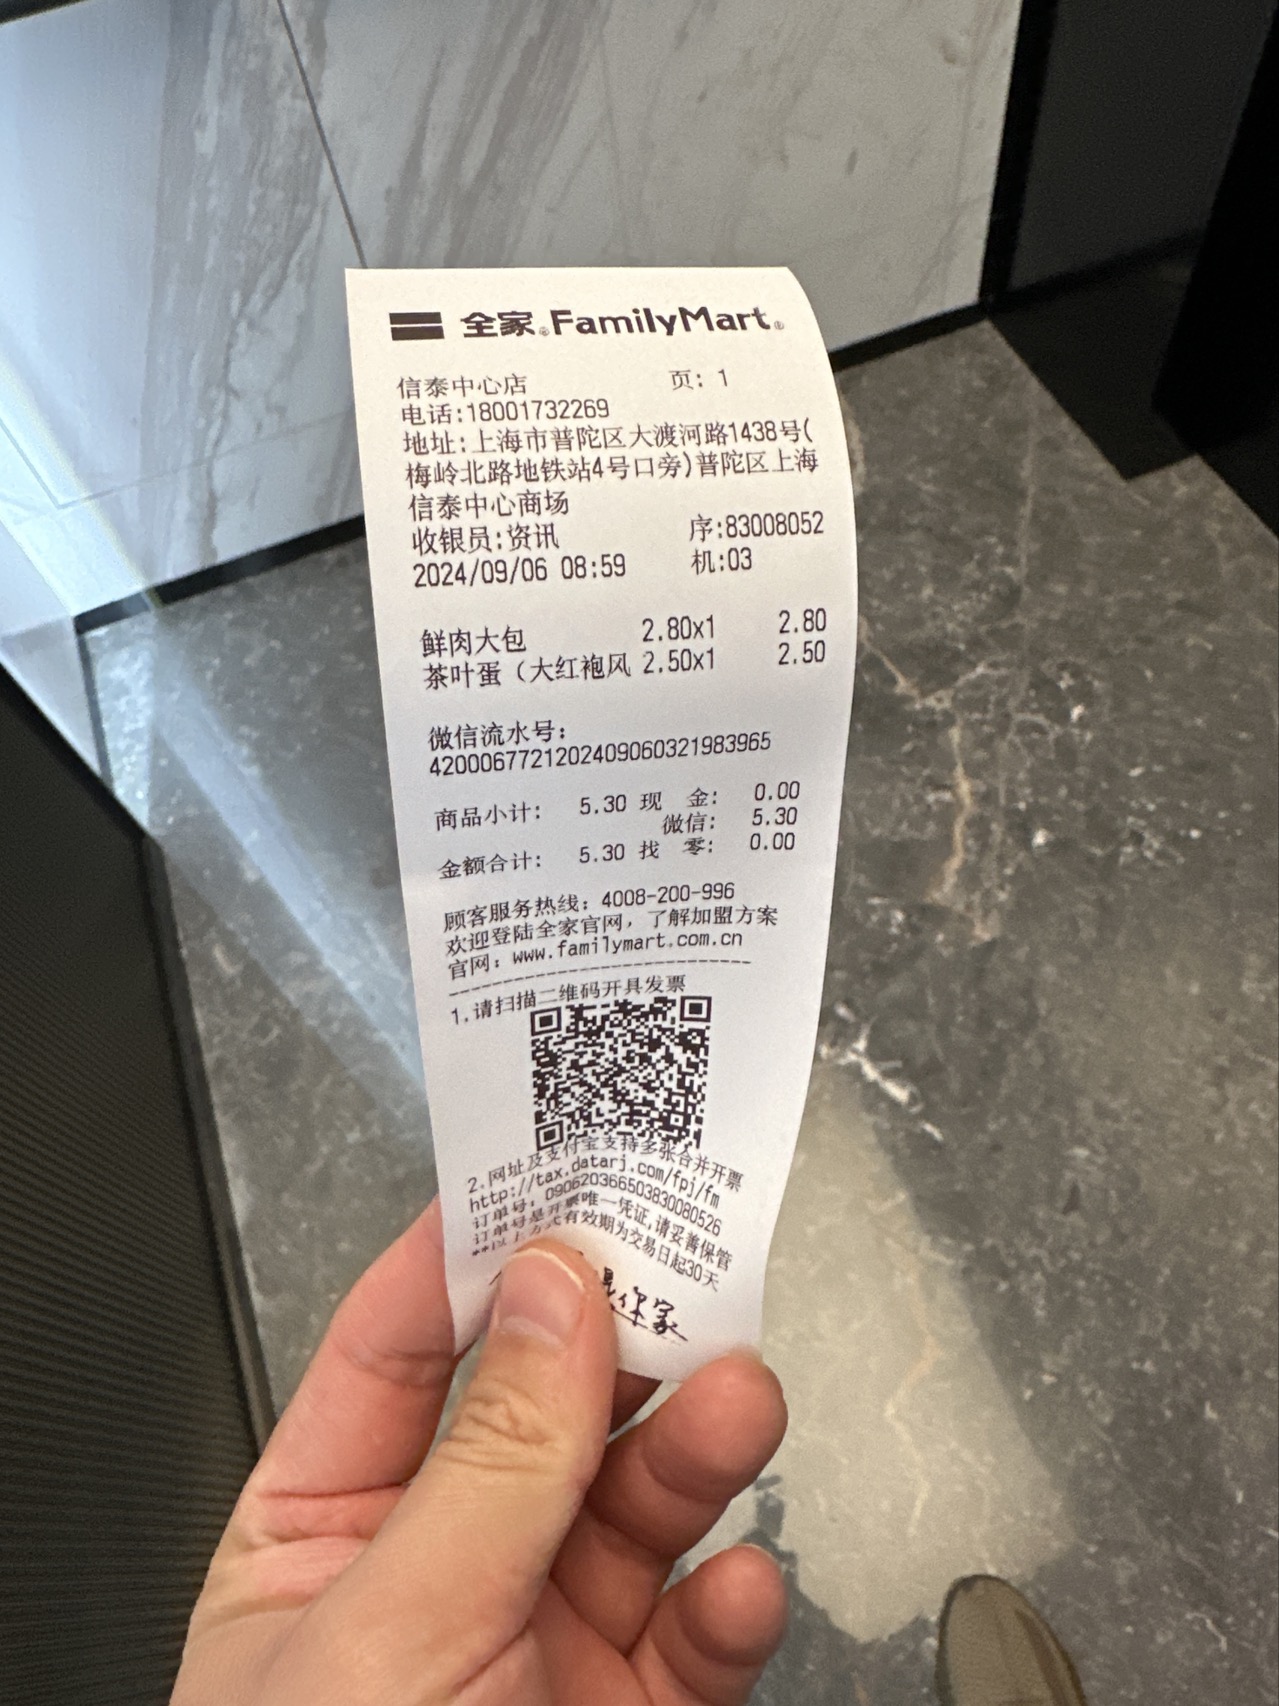 全家®FamilyMart®
信泰中心店 页: 1
电话:18001732269
地址:上海市普陀区大渡河路1438号(
梅岭北路地铁站4号口旁)普陀区上海
信泰中心商场
收银员:资讯 序:83008052
2024/09/06 08:59 机:03
鲜肉大包 2.80x1 2.80
茶叶蛋（大红袍风 2.50x1 2.50
微信流水号:
4200067721202409060321983965
商品小计: 5.30 现 金: 0.00
微信: 5.30
金额合计: 5.30 找 零: 0.00
顾客服务热线: 4008-200-996
欢迎登陆全家官网，了解加盟方案
官网: www.familymart.com.cn
1.请扫描二维码开具发票
2.网址及支付宝支持多张合并开票
http://tax.datarj.com/fpj/fm
订单号: 090620366503830080526
订单号是开票唯一凭证,请妥善保管
**以上方式有效期为交易日起30天
你家